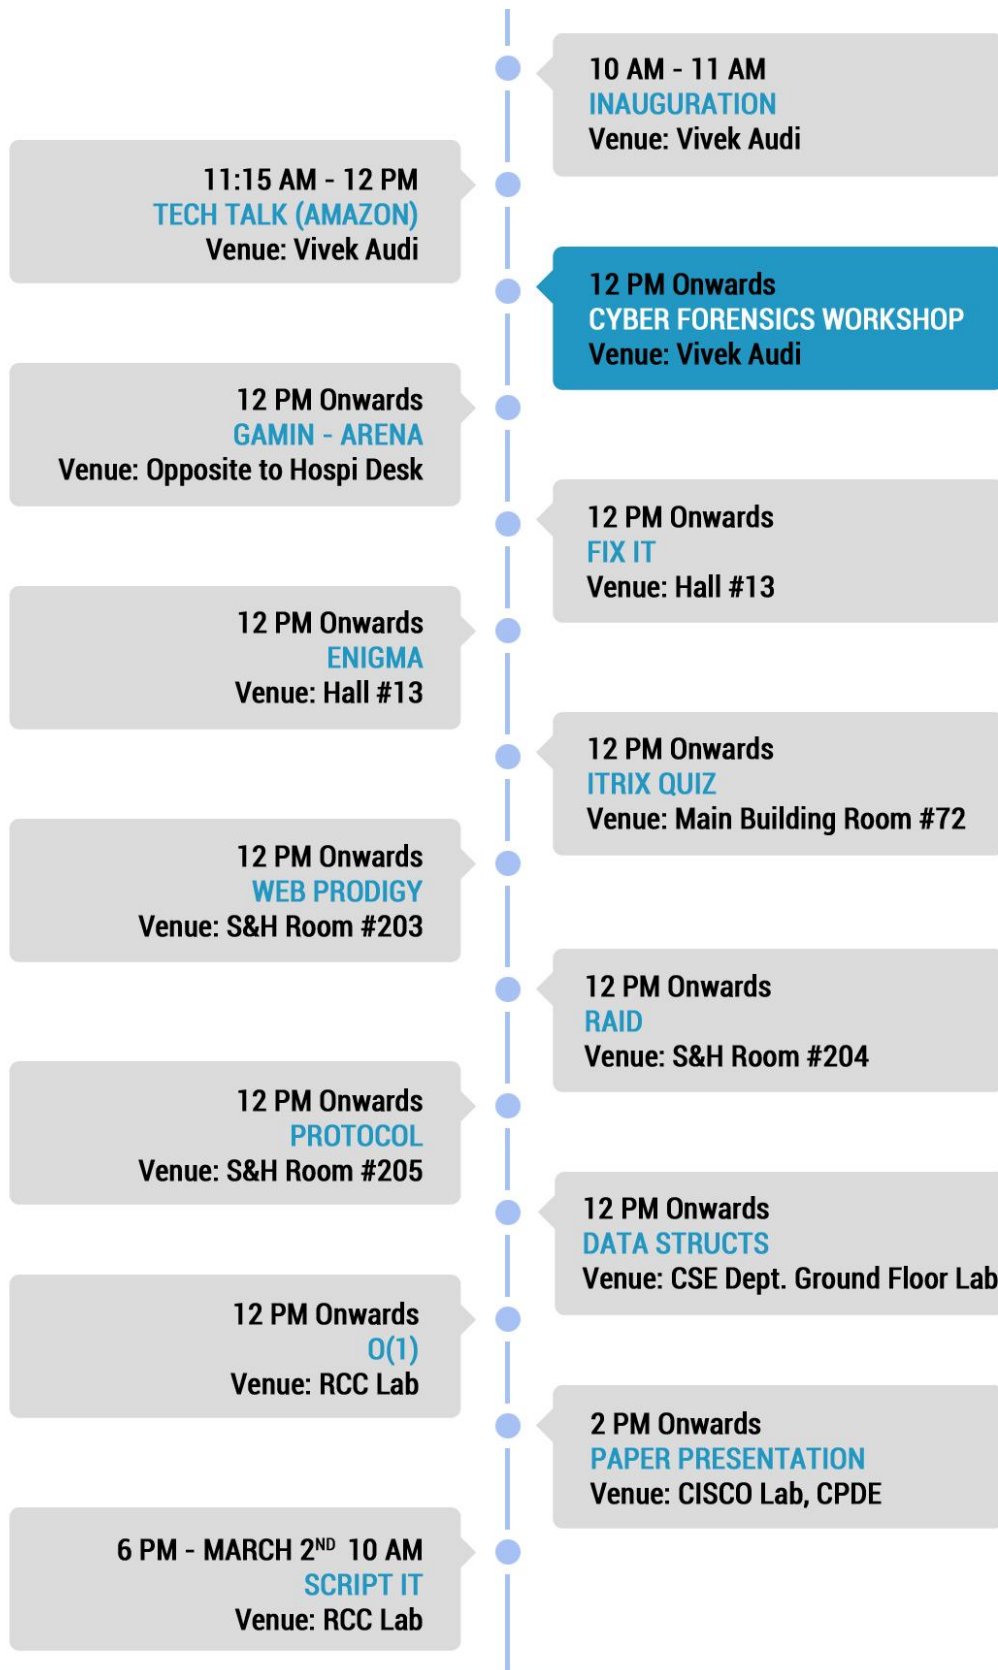 10 AM - 11 AM
INAUGURATION
Venue: Vivek Audi
11:15 AM - 12 PM
TECH TALK (AMAZON)
Venue: Vivek Audi
12 PM Onwards
CYBER FORENSICS WORKSHOP
Venue: Vivek Audi
12 PM Onwards
GAMIN - ARENA
Venue: Opposite to Hospi Desk
12 PM Onwards
FIX IT
Venue: Hall #13
12 PM Onwards
ENIGMA
Venue: Hall #13
12 PM Onwards
ITRIX QUIZ
Venue: Main Building Room #72
12 PM Onwards
WEB PRODIGY
Venue: S&H Room #203
12 PM Onwards
RAID
Venue: S&H Room #204
12 PM Onwards
PROTOCOL
Venue: S&H Room #205
12 PM Onwards
DATA STRUCTS
Venue: CSE Dept. Ground Floor Lab
12 PM Onwards
O(1)
Venue: RCC Lab
2 PM Onwards
PAPER PRESENTATION
Venue: CISCO Lab, CPDE
6 PM - MARCH 2ND 10 AM
SCRIPT IT
Venue: RCC Lab